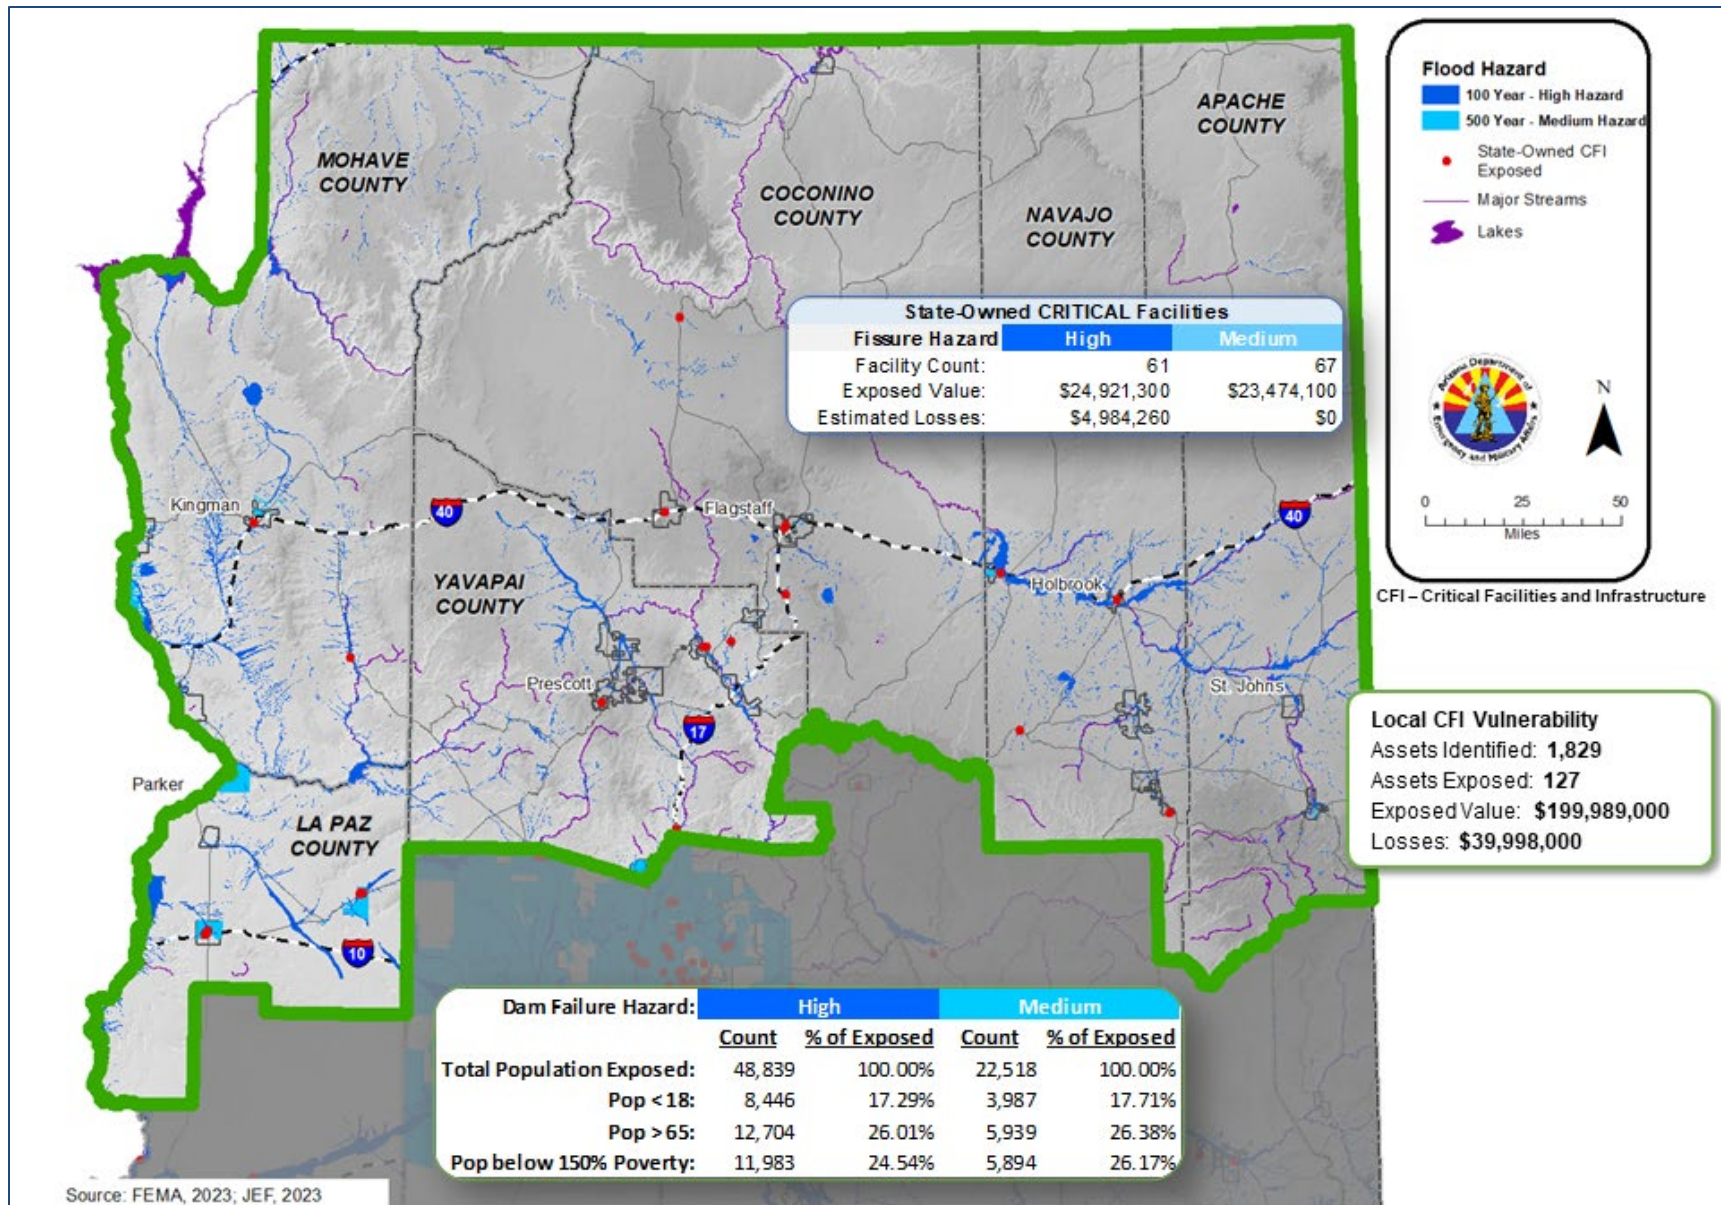 MOHAVE
COUNTY
COCONINO
COUNTY
NAVAJO
COUNTY
APACHE
COUNTY
Flood Hazard
100 Year - High Hazard
500 Year - Medium Hazard
State-Owned CFI
Exposed
Major Streams
Lakes
Arizona Department of
Emergency and Military Affairs
N
0 25 50
Miles
CFI – Critical Facilities and Infrastructure
State-Owned CRITICAL Facilities
Fissure Hazard High Medium
Facility Count: 61 67
Exposed Value: $24,921,300 $23,474,100
Estimated Losses: $4,984,260 $0
Kingman
40
Flagstaff
40
YAVAPAI
COUNTY
Holbrook
Prescott
St. Johns
17
Parker
LA PAZ
COUNTY
10
Local CFI Vulnerability
Assets Identified: 1,829
Assets Exposed: 127
Exposed Value: $199,989,000
Losses: $39,998,000
Dam Failure Hazard: High Medium
Count % of Exposed Count % of Exposed
Total Population Exposed: 48,839 100.00% 22,518 100.00%
Pop < 18: 8,446 17.29% 3,987 17.71%
Pop > 65: 12,704 26.01% 5,939 26.38%
Pop below 150% Poverty: 11,983 24.54% 5,894 26.17%
Source: FEMA, 2023; JEF, 2023